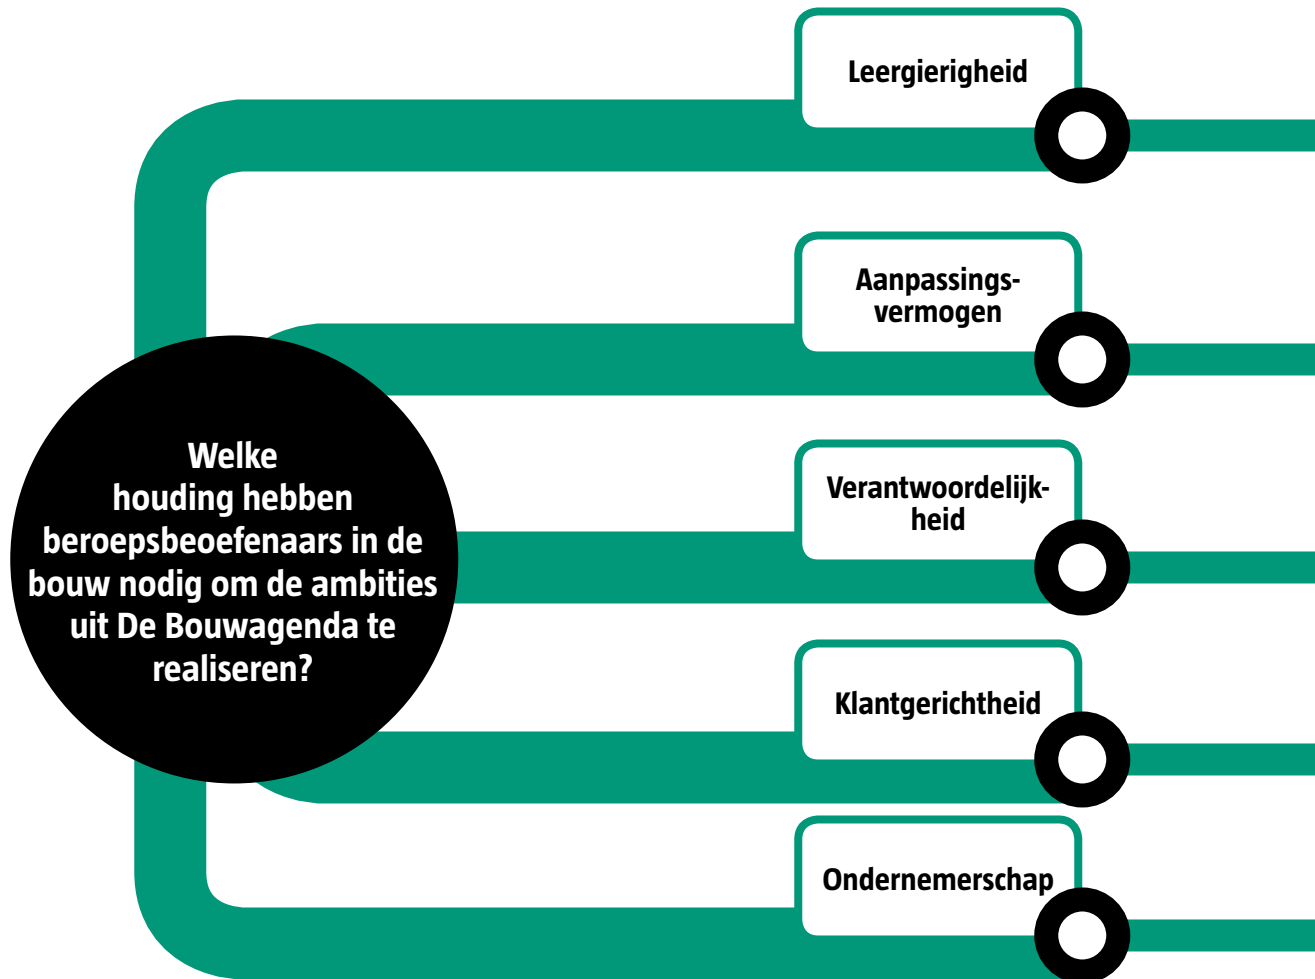 Leergierigheid
Aanpassings-
vermogen
Welke
houding hebben
beroepsbeoefenaars in de
bouw nodig om de ambities
uit De Bouwagenda te
realiseren?
Verantwoordelijk-
heid
Klantgerichtheid
Ondernemerschap